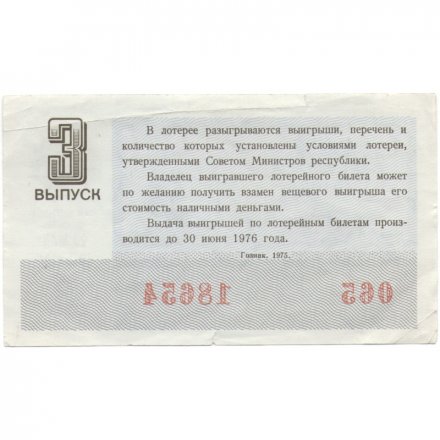 3
ВЫПУСК
В лотерее разыгрываются выигрыши, перечень и
количество которых установлены условиями лотереи,
утвержденными Советом Министров республики.
Владелец выигравшего лотерейного билета может
по желанию получить взамен вещевого выигрыша его
стоимость наличными деньгами.
Выдача выигрышей по лотерейным билетам произ-
водится до 30 июня 1976 года.
Гознак. 1975.
18654 065